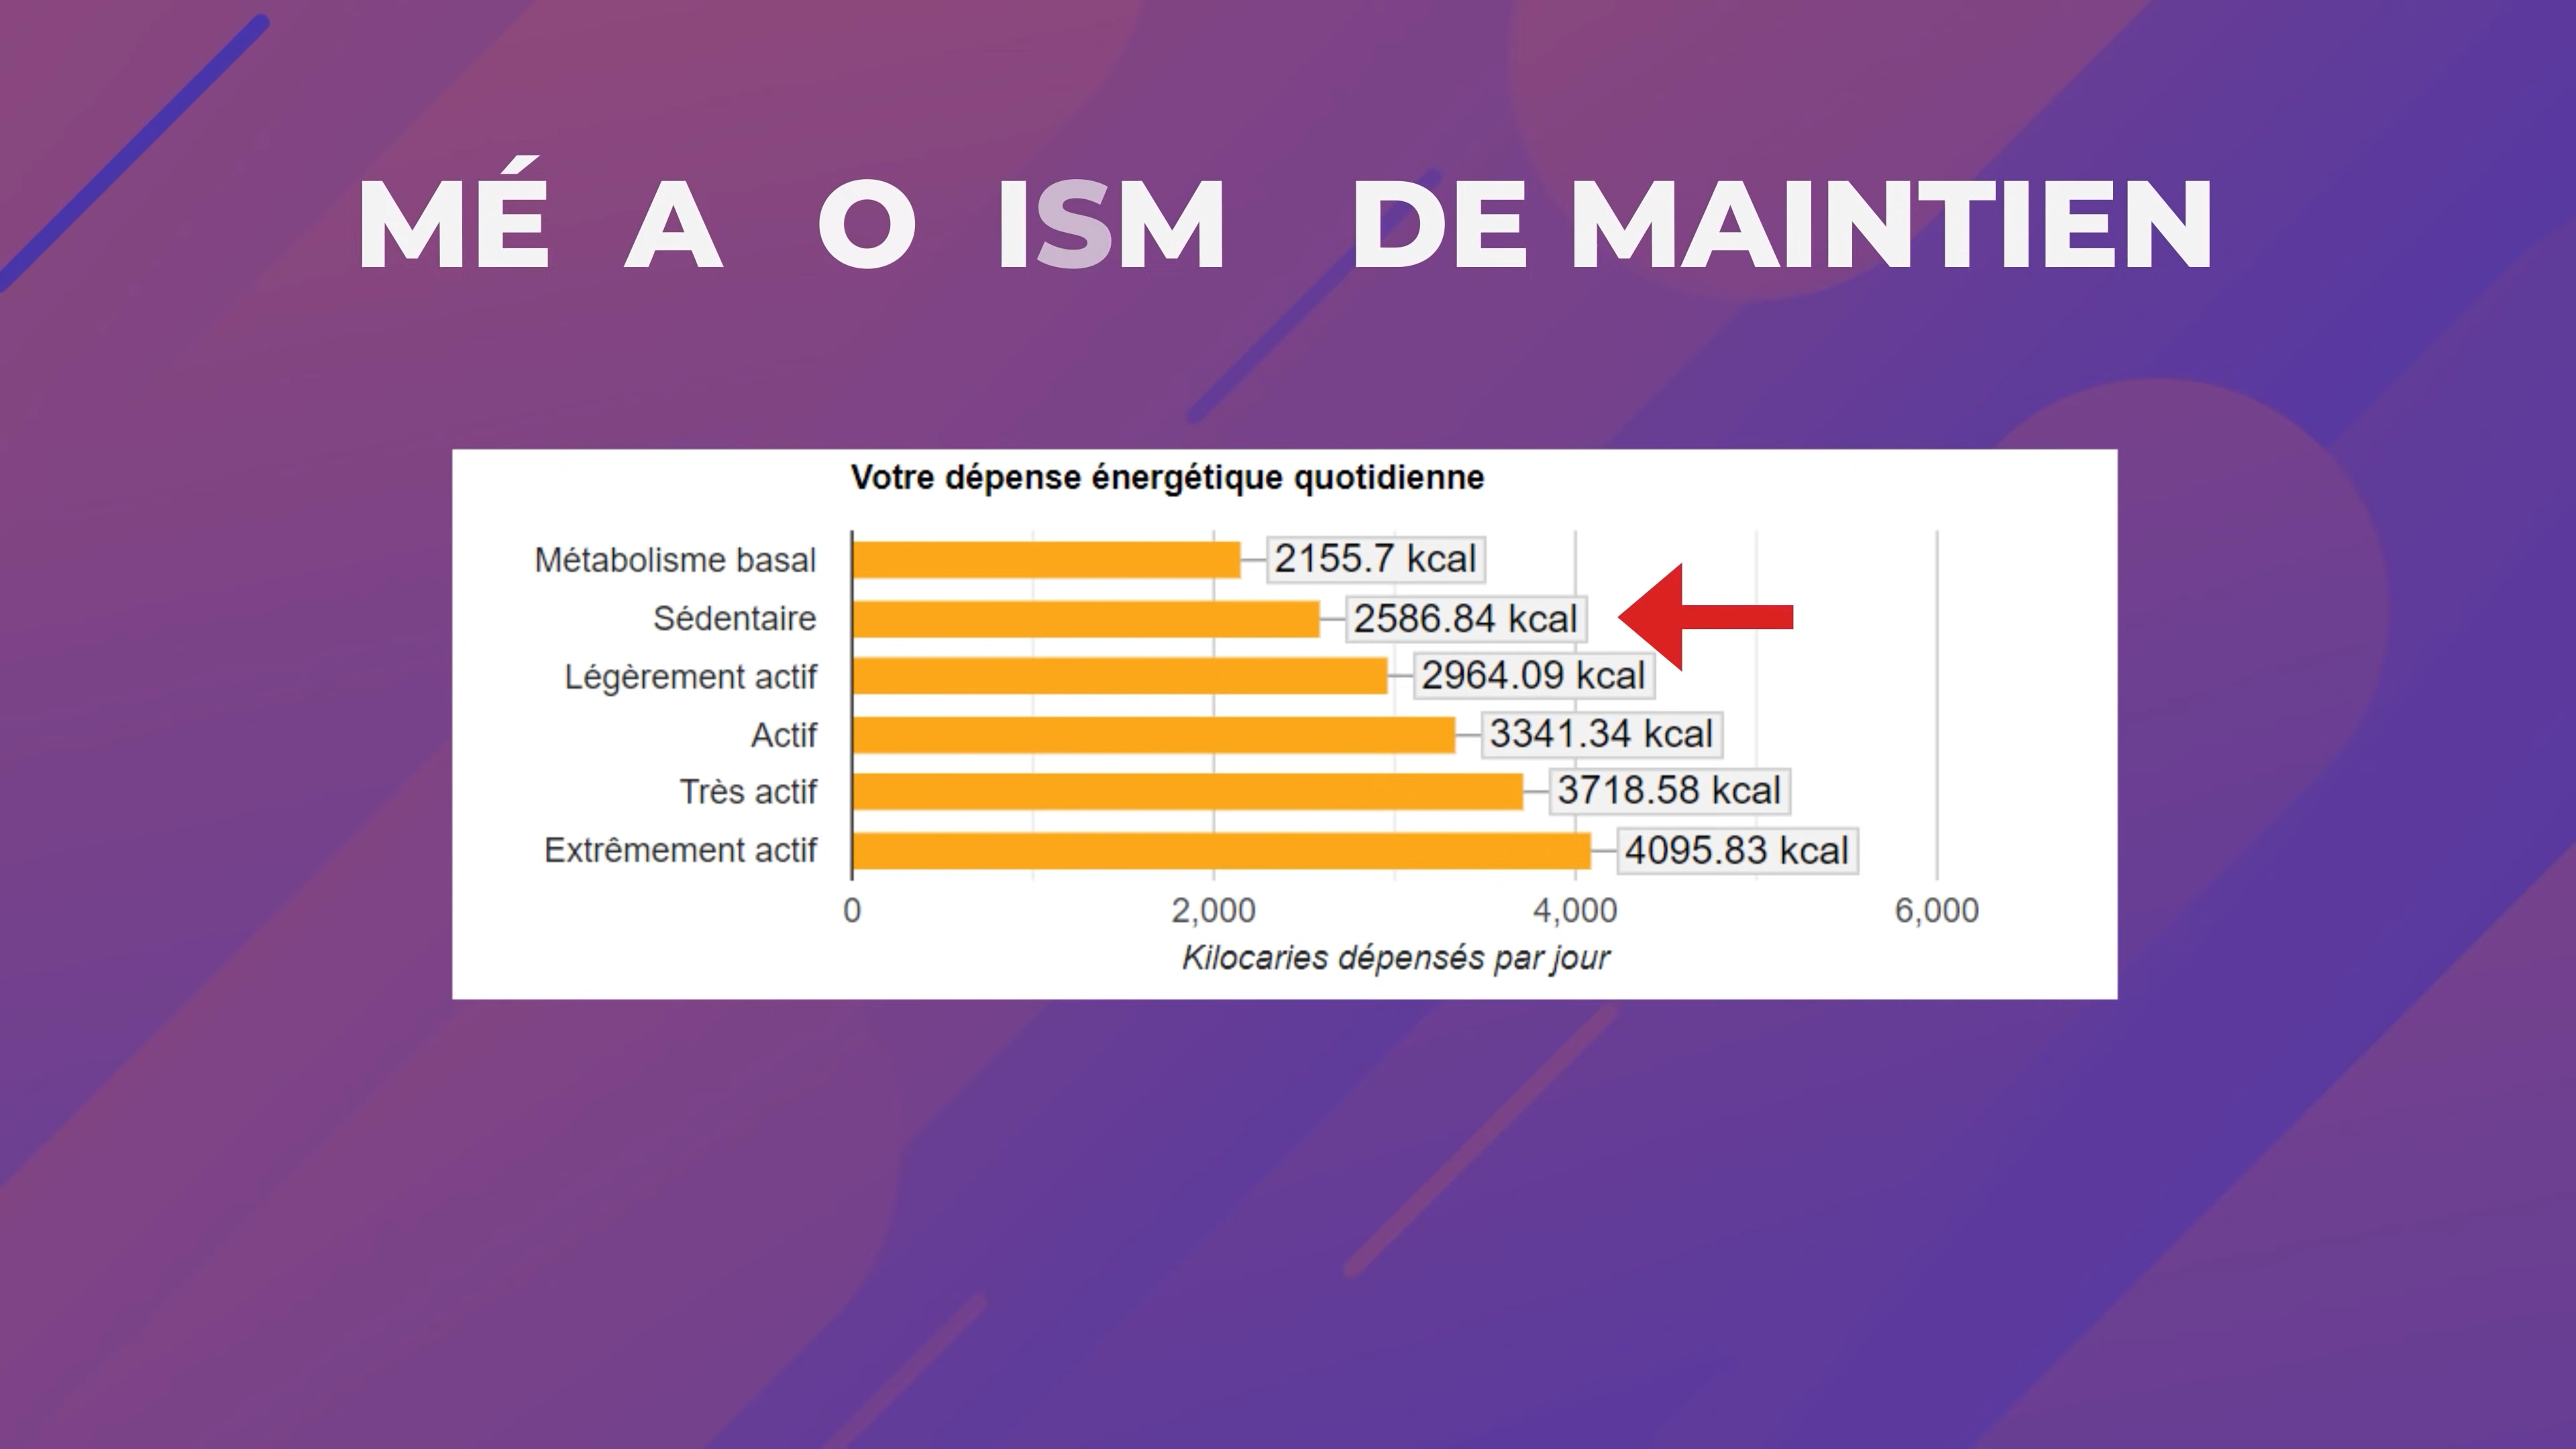 MÉ A O ISM DE MAINTIEN
Votre dépense énergétique quotidienne
Métabolisme basal 2155.7 kcal
Sédentaire 2586.84 kcal
Légèrement actif 2964.09 kcal
Actif 3341.34 kcal
Très actif 3718.58 kcal
Extrêmement actif 4095.83 kcal
0 2,000 4,000 6,000
Kilocaries dépensés par jour